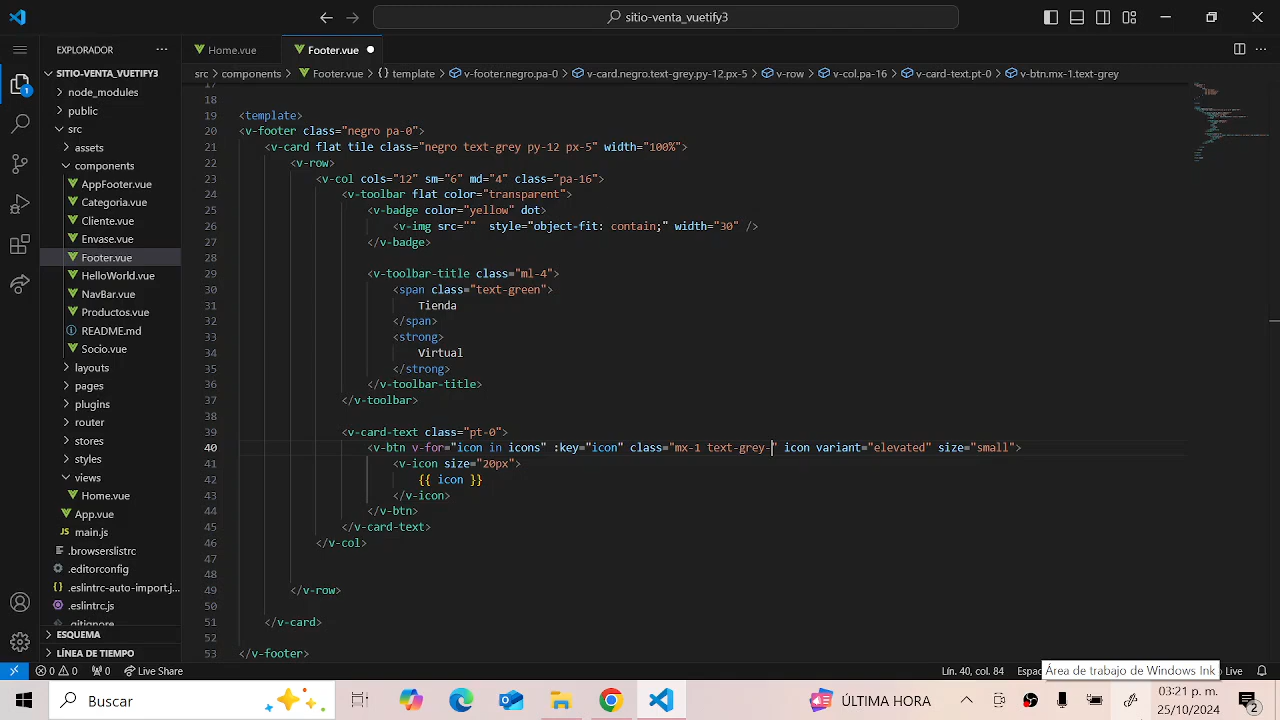 sitio-venta_vuetify3
EXPLORADOR
SITIO-VENTA_VUETIFY3
node_modules
public
src
assets
components
AppFooter.vue
Categoria.vue
Cliente.vue
Envase.vue
Footer.vue
HelloWorld.vue
NavBar.vue
Productos.vue
README.md
Socio.vue
layouts
pages
plugins
router
stores
styles
views
Home.vue
App.vue
main.js
.browserslistrc
.editorconfig
.eslintrc-auto-import.j...
.eslintrc.js
.gitignore
ESQUEMA
LÍNEA DE TIEMPO
Home.vue
Footer.vue
src > components > Footer.vue > {} template > v-footer.negro.pa-0 > v-card.negro.text-grey.py-12.px-5 > v-row > v-col.pa-16 > v-card-text.pt-0 > v-btn.mx-1.text-grey
17
18
19 <template>
20 <v-footer class="negro pa-0">
21 <v-card flat tile class="negro text-grey py-12 px-5" width="100%">
22 <v-row>
23 <v-col cols="12" sm="6" md="4" class="pa-16">
24 <v-toolbar flat color="transparent">
25 <v-badge color="yellow" dot>
26 <v-img src="" style="object-fit: contain;" width="30" />
27 </v-badge>
28
29 <v-toolbar-title class="ml-4">
30 <span class="text-green">
31 Tienda
32 </span>
33 <strong>
34 Virtual
35 </strong>
36 </v-toolbar-title>
37 </v-toolbar>
38
39 <v-card-text class="pt-0">
40 <v-btn v-for="icon in icons" :key="icon" class="mx-1 text-grey-" icon variant="elevated" size="small">
41 <v-icon size="20px">
42 {{ icon }}
43 </v-icon>
44 </v-btn>
45 </v-card-text>
46 </v-col>
47
48
49 </v-row>
50
51 </v-card>
52
53 </v-footer>
0 0 0 Live Share
Lín. 40, col. 84 Espac
Live
Área de trabajo de Windows Ink
Buscar
ÚLTIMA HORA
03:21 p. m.
25/10/2024
2
1